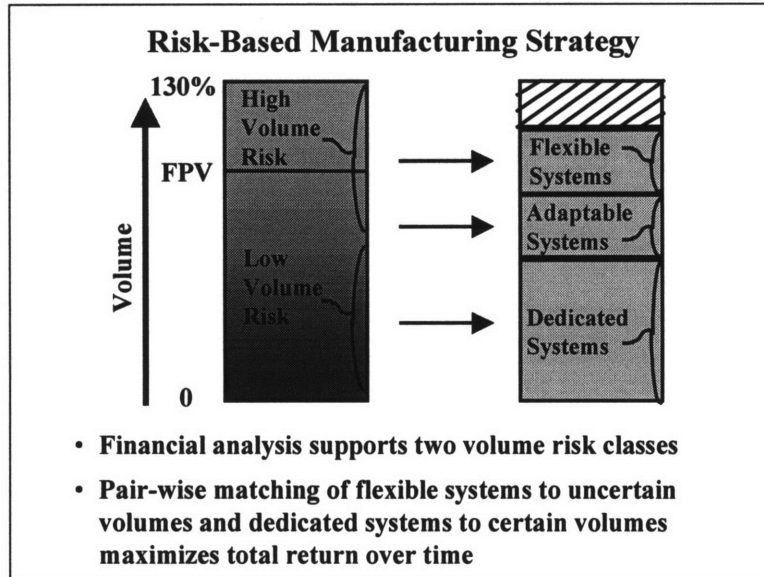 Risk-Based Manufacturing Strategy
130%
High
Volume
Risk
FPV
Low
Volume
Risk
0
Volume
Flexible
Systems
Adaptable
Systems
Dedicated
Systems
• Financial analysis supports two volume risk classes
• Pair-wise matching of flexible systems to uncertain
volumes and dedicated systems to certain volumes
maximizes total return over time